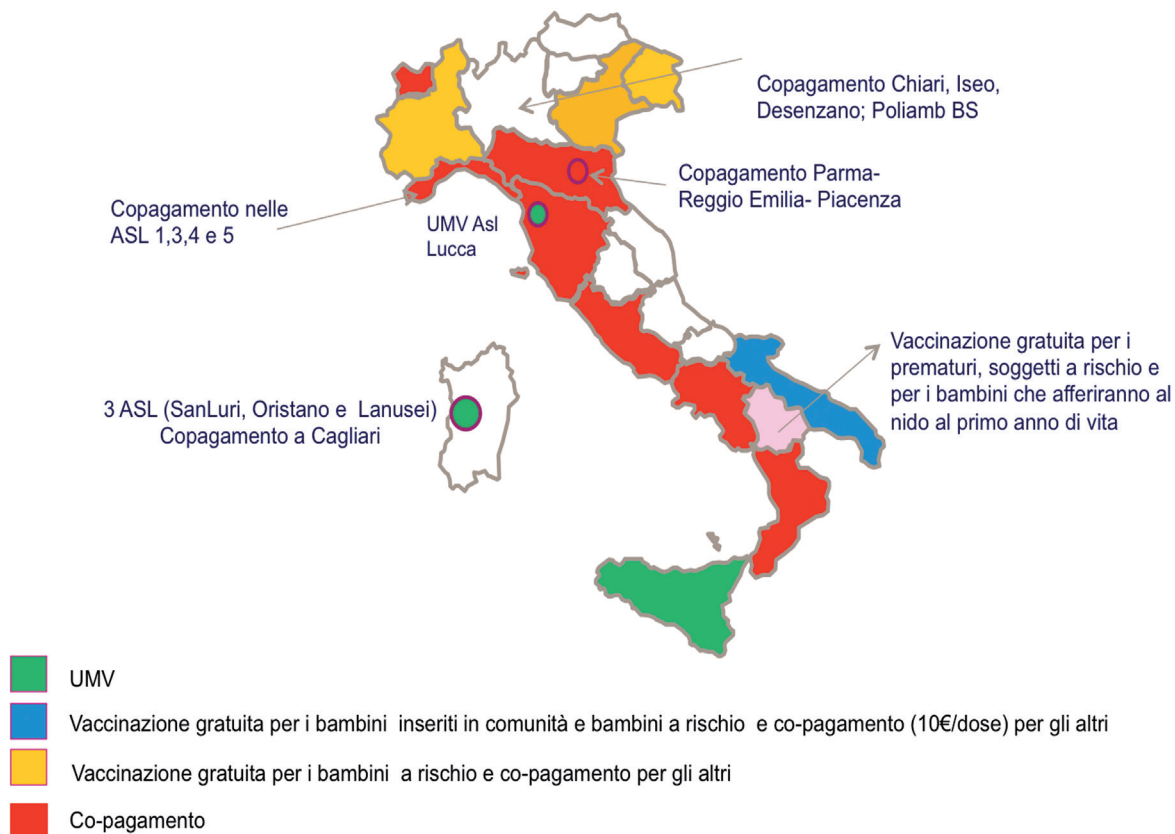 Copagamento Chiari, Iseo,
Desenzano; Poliamb BS
Copagamento Parma-
Reggio Emilia- Piacenza
Copagamento nelle
ASL 1,3,4 e 5
UMV Asl
Lucca
Vaccinazione gratuita per i
prematuri, soggetti a rischio e
per i bambini che afferiranno al
nido al primo anno di vita
3 ASL (SanLuri, Oristano e Lanusei)
Copagamento a Cagliari
UMV
Vaccinazione gratuita per i bambini inseriti in comunità e bambini a rischio e co-pagamento (10€/dose) per gli altri
Vaccinazione gratuita per i bambini a rischio e co-pagamento per gli altri
Co-pagamento